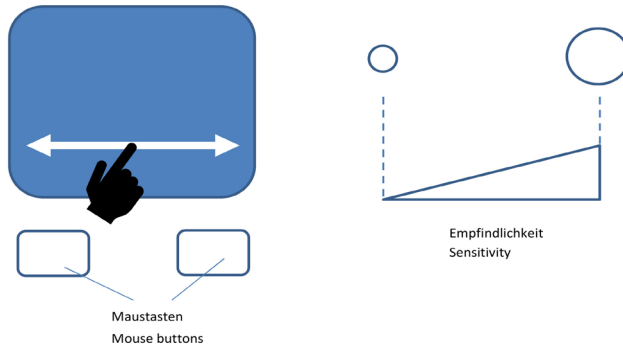 Maustasten
Mouse buttons
Empfindlichkeit
Sensitivity